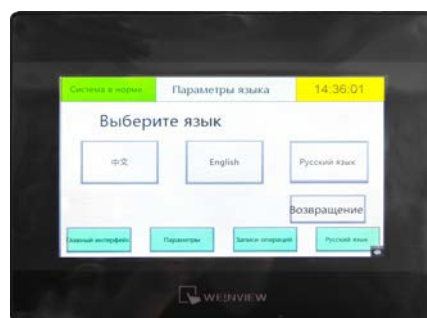 Система в норме Параметры языка 14:36:01
Выберите язык
中文 English Русский язык
Возвращение
Главный интерфейс Параметры Записи операций Русский язык
WEINVIEW